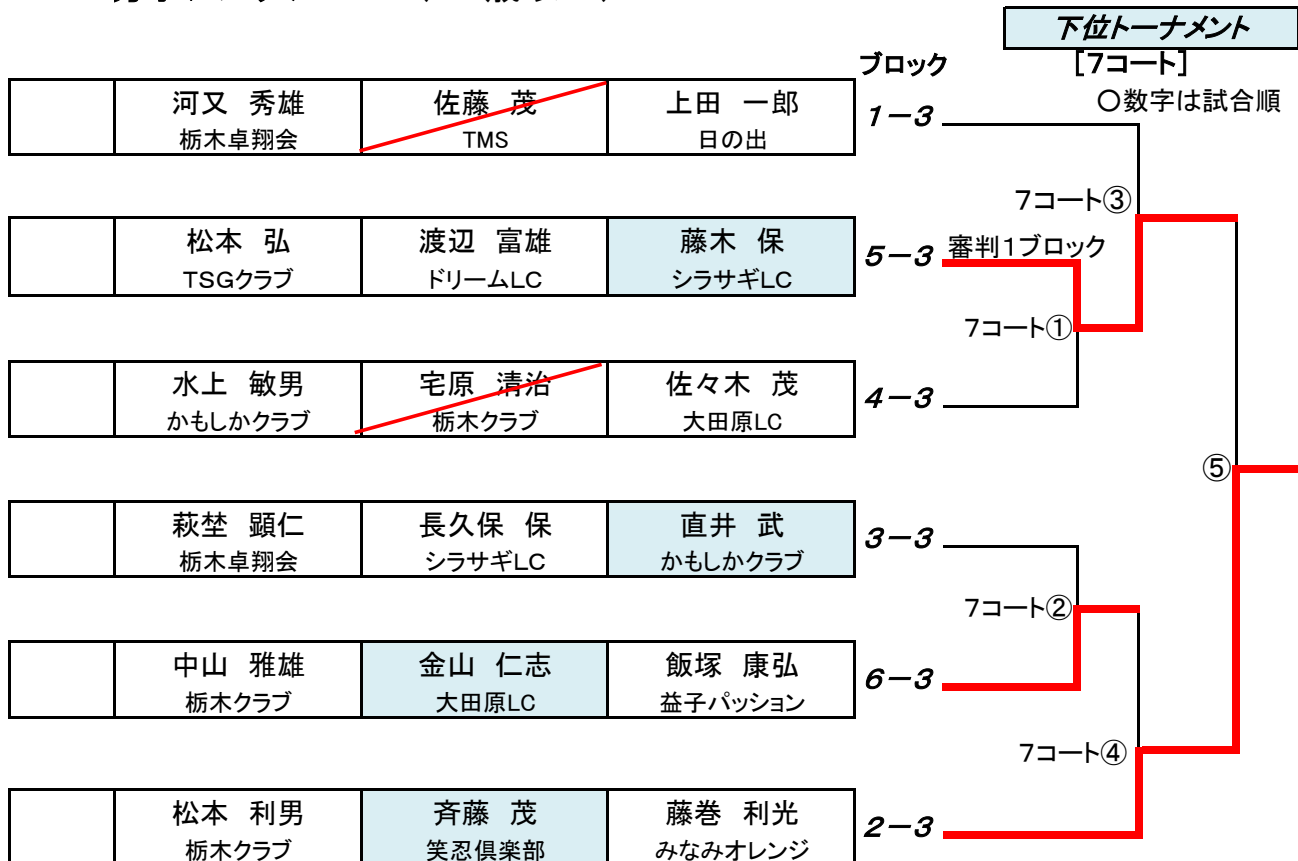 下位トーナメント
ブロック [7コート]
〇数字は試合順
河又 秀雄 佐藤 茂 上田 一郎 1-3
栃木卓翔会 TMS 日の出
7コート③
松本 弘 渡辺 富雄 藤木 保 5-3 審判1ブロック
TSGクラブ ドリームLC シラサギLC
7コート①
水上 敏男 宅原 清治 佐々木 茂 4-3
かもしかクラブ 栃木クラブ 大田原LC
⑤
萩埜 顕仁 長久保 保 直井 武 3-3
栃木卓翔会 シラサギLC かもしかクラブ
7コート②
中山 雅雄 金山 仁志 飯塚 康弘 6-3
栃木クラブ 大田原LC 益子パッション
7コート④
松本 利男 斉藤 茂 藤巻 利光 2-3
栃木クラブ 笑忍倶楽部 みなみオレンジ